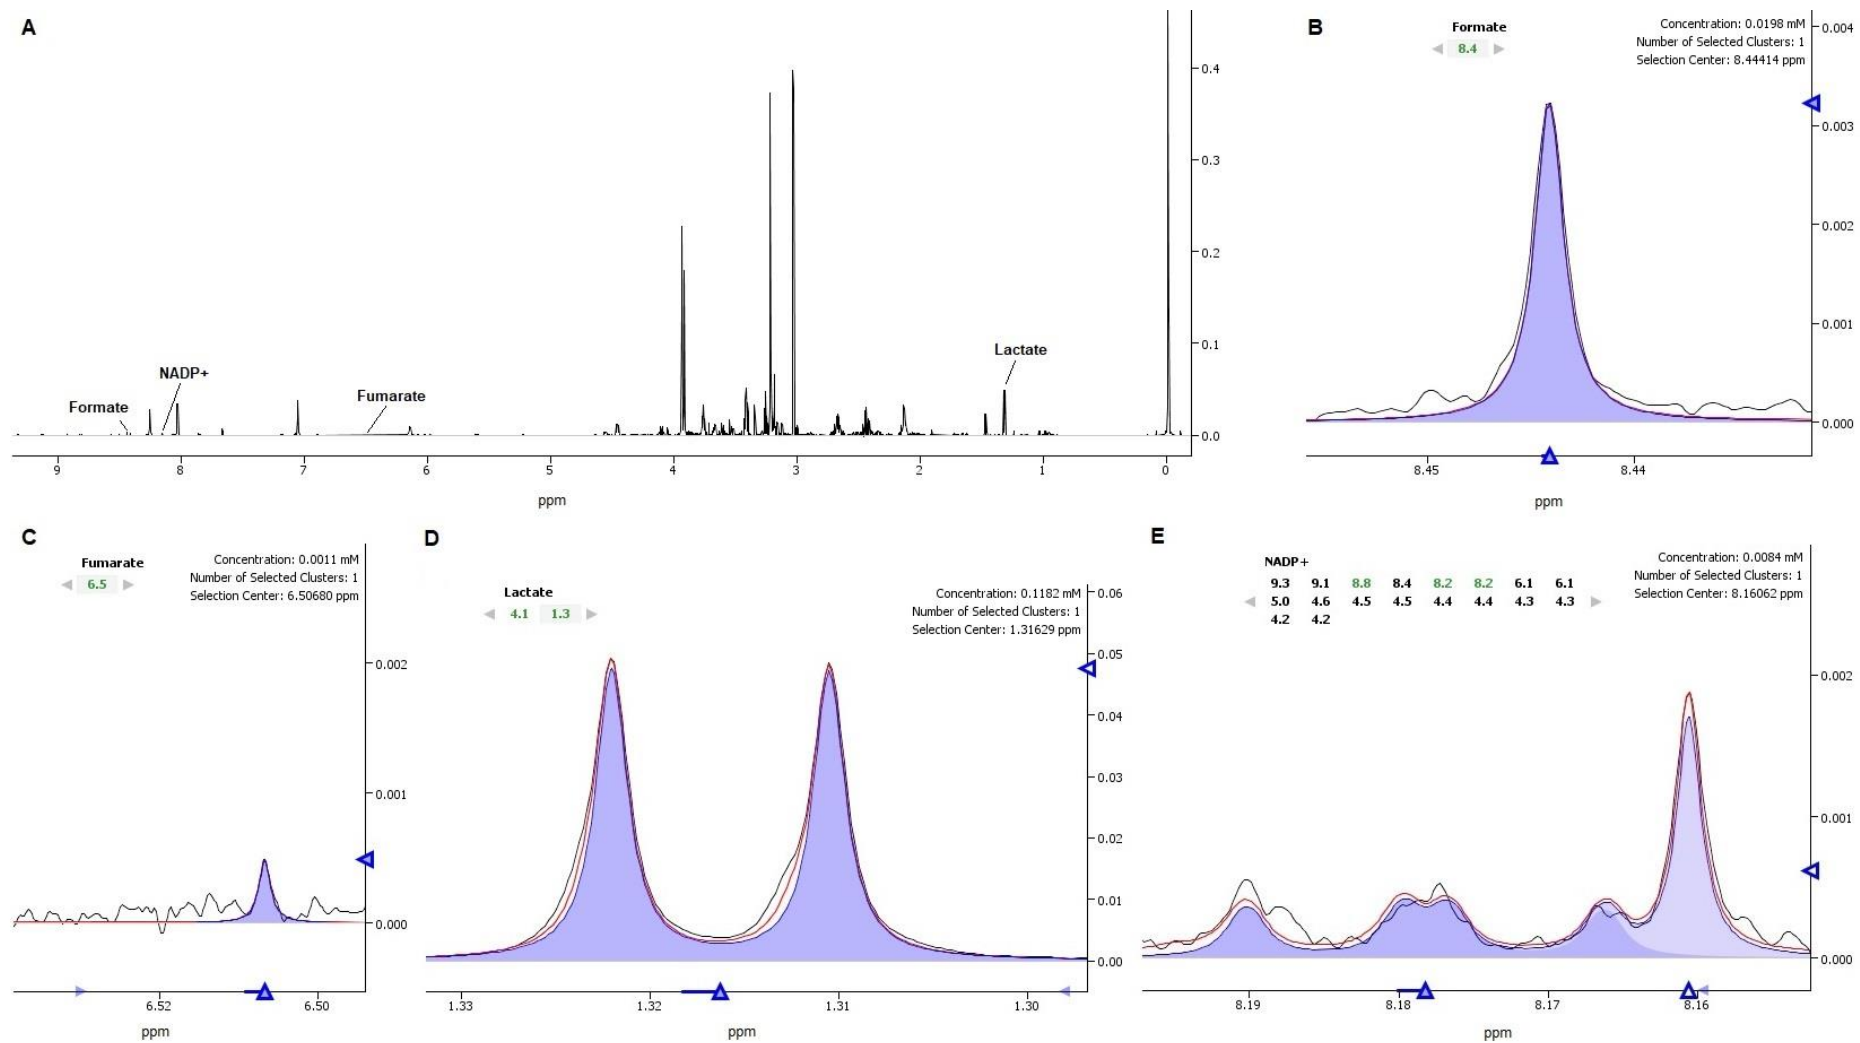 A
0.4
0.3
0.2
0.1
0.0
Lactate
NADP+
Fumarate
Formate
9 8 7 6 5 4 3 2 1 0
ppm
B
Formate
8.4
Concentration: 0.0198 mM
Number of Selected Clusters: 1
Selection Center: 8.44414 ppm
0.004
0.003
0.002
0.001
0.000
8.45 8.44
ppm
C
Fumarate
6.5
Concentration: 0.0011 mM
Number of Selected Clusters: 1
Selection Center: 6.50680 ppm
0.002
0.001
0.000
6.52 6.50
ppm
D
Lactate
4.1 1.3
Concentration: 0.1182 mM
Number of Selected Clusters: 1
Selection Center: 1.31629 ppm
0.06
0.05
0.04
0.03
0.02
0.01
0.00
1.33 1.32 1.31 1.30
ppm
E
NADP+
9.3 9.1 8.8 8.4 8.2 8.2 6.1 6.1
5.0 4.6 4.5 4.5 4.4 4.4 4.3 4.3
4.2 4.2
Concentration: 0.0084 mM
Number of Selected Clusters: 1
Selection Center: 8.16062 ppm
0.002
0.001
0.000
8.19 8.18 8.17 8.16
ppm